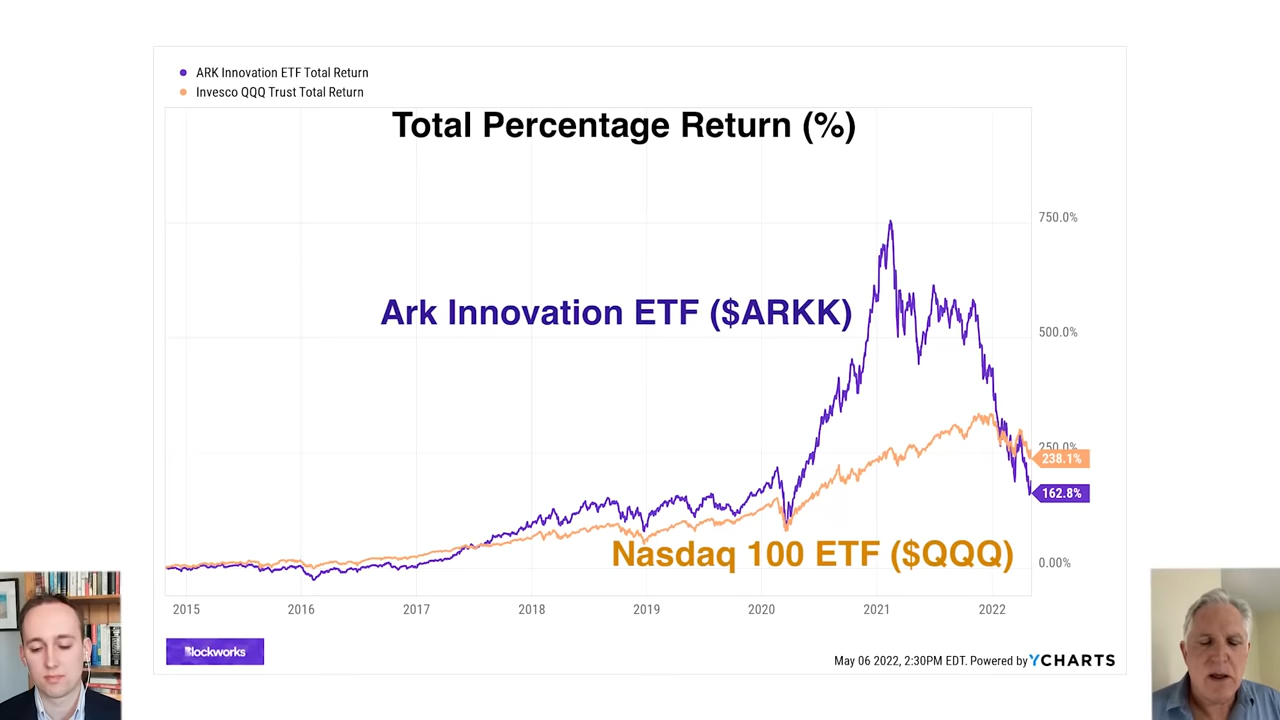 ARK Innovation ETF Total Return
Invesco QQQ Trust Total Return
Total Percentage Return (%)
750.0%
Ark Innovation ETF ($ARKK)
500.0%
250.0%
238.1%
162.8%
Nasdaq 100 ETF ($QQQ)
0.00%
2015 2016 2017 2018 2019 2020 2021 2022
Blockworks
May 06 2022, 2:30PM EDT. Powered by YCHARTS